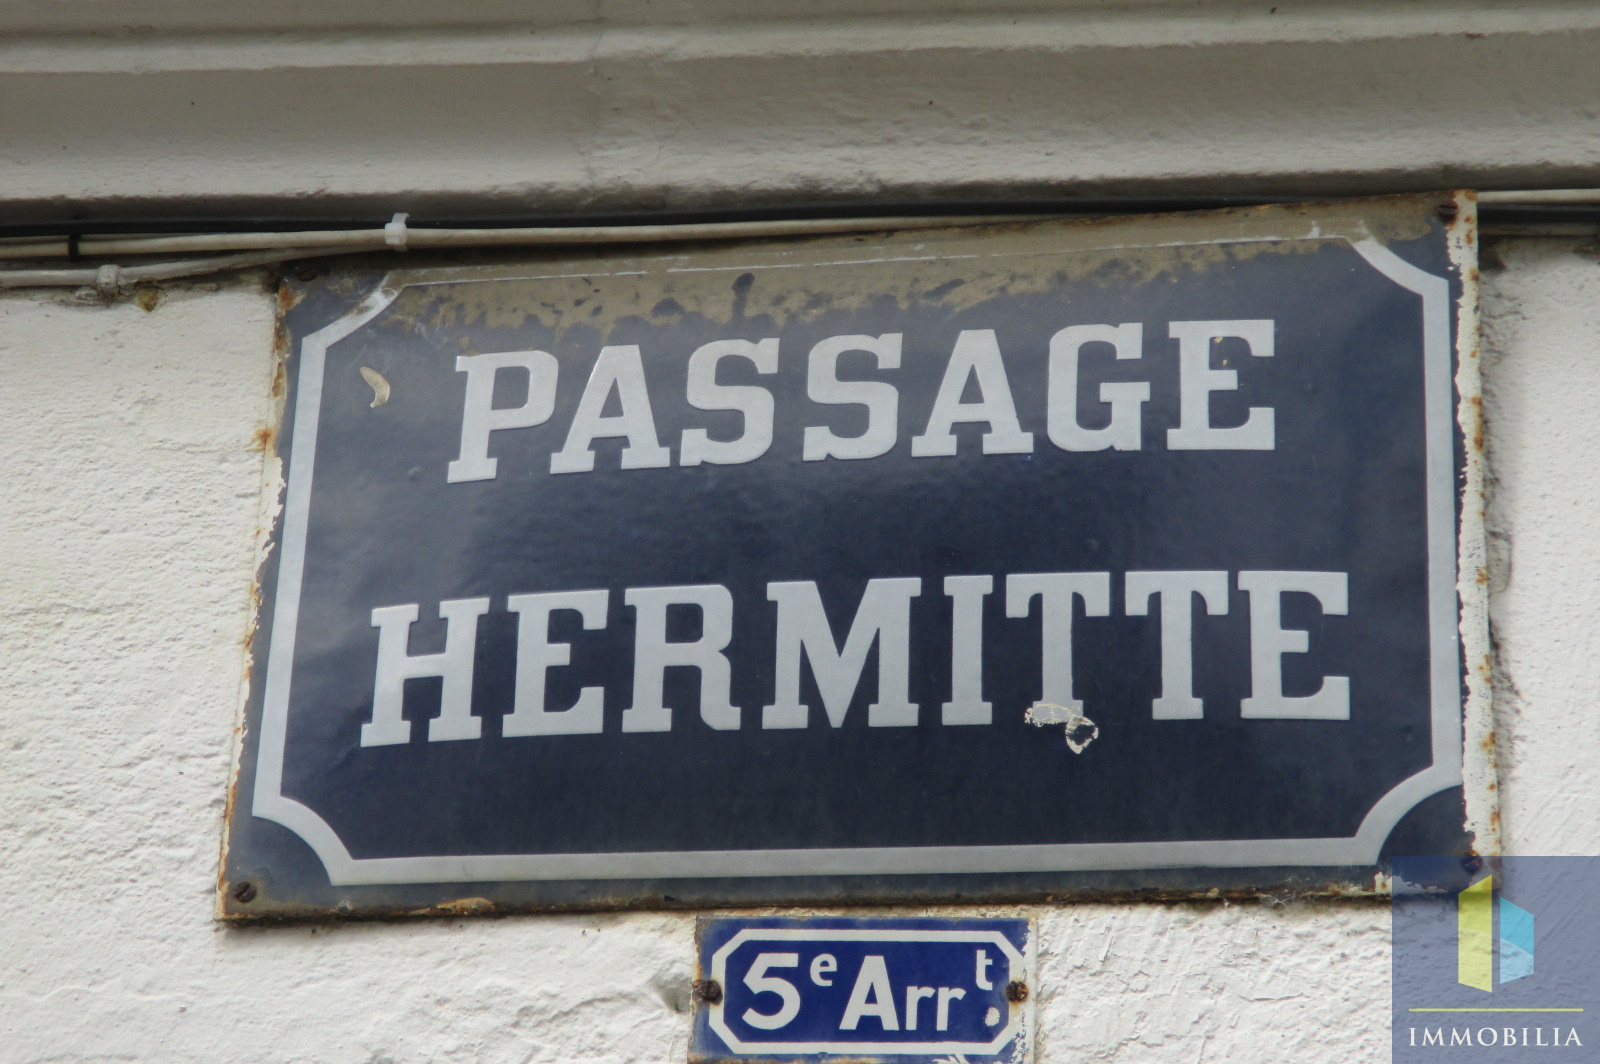 PASSAGE
HERMITTE
5e Arrt
IMMOBILIA